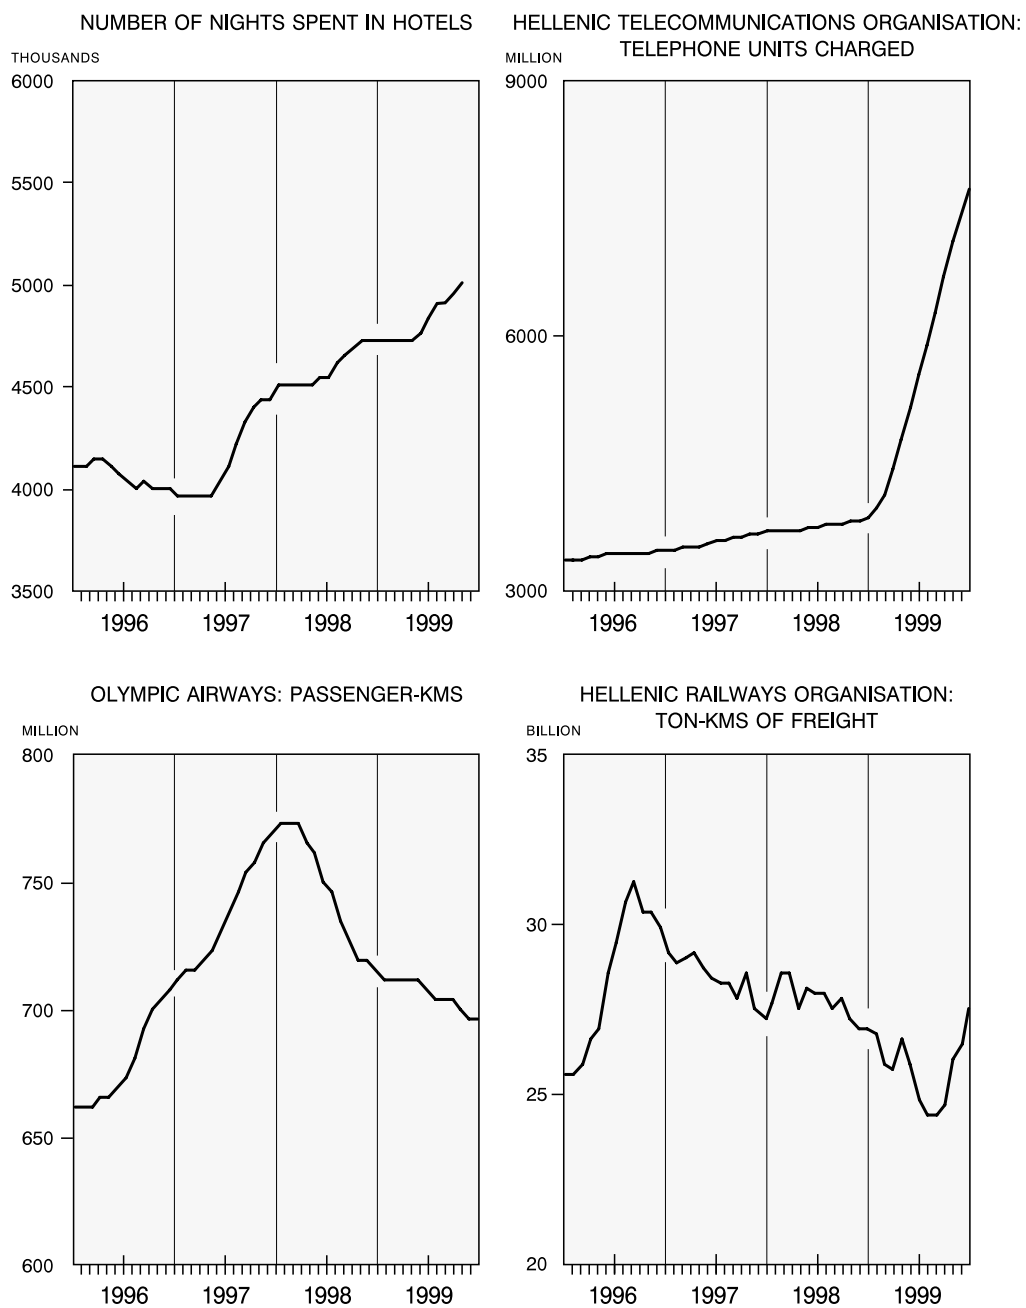 NUMBER OF NIGHTS SPENT IN HOTELS
THOUSANDS
6000
5500
5000
4500
4000
3500
1996 1997 1998 1999
HELLENIC TELECOMMUNICATIONS ORGANISATION:
TELEPHONE UNITS CHARGED
MILLION
9000
6000
3000
1996 1997 1998 1999
OLYMPIC AIRWAYS: PASSENGER-KMS
MILLION
800
750
700
650
600
1996 1997 1998 1999
HELLENIC RAILWAYS ORGANISATION:
TON-KMS OF FREIGHT
BILLION
35
30
25
20
1996 1997 1998 1999